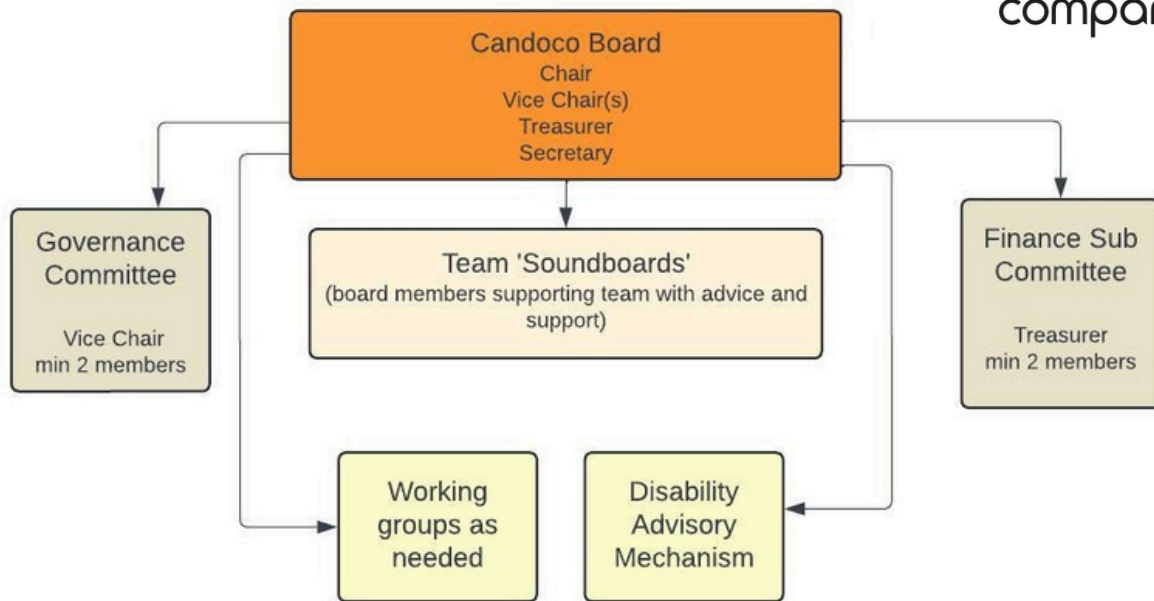 compar
Candoco Board
Chair
Vice Chair(s)
Treasurer
Secretary
Governance
Committee
Vice Chair
min 2 members
Team 'Soundboards'
(board members supporting team with advice and
support)
Finance Sub
Committee
Treasurer
min 2 members
Working
groups as
needed
Disability
Advisory
Mechanism